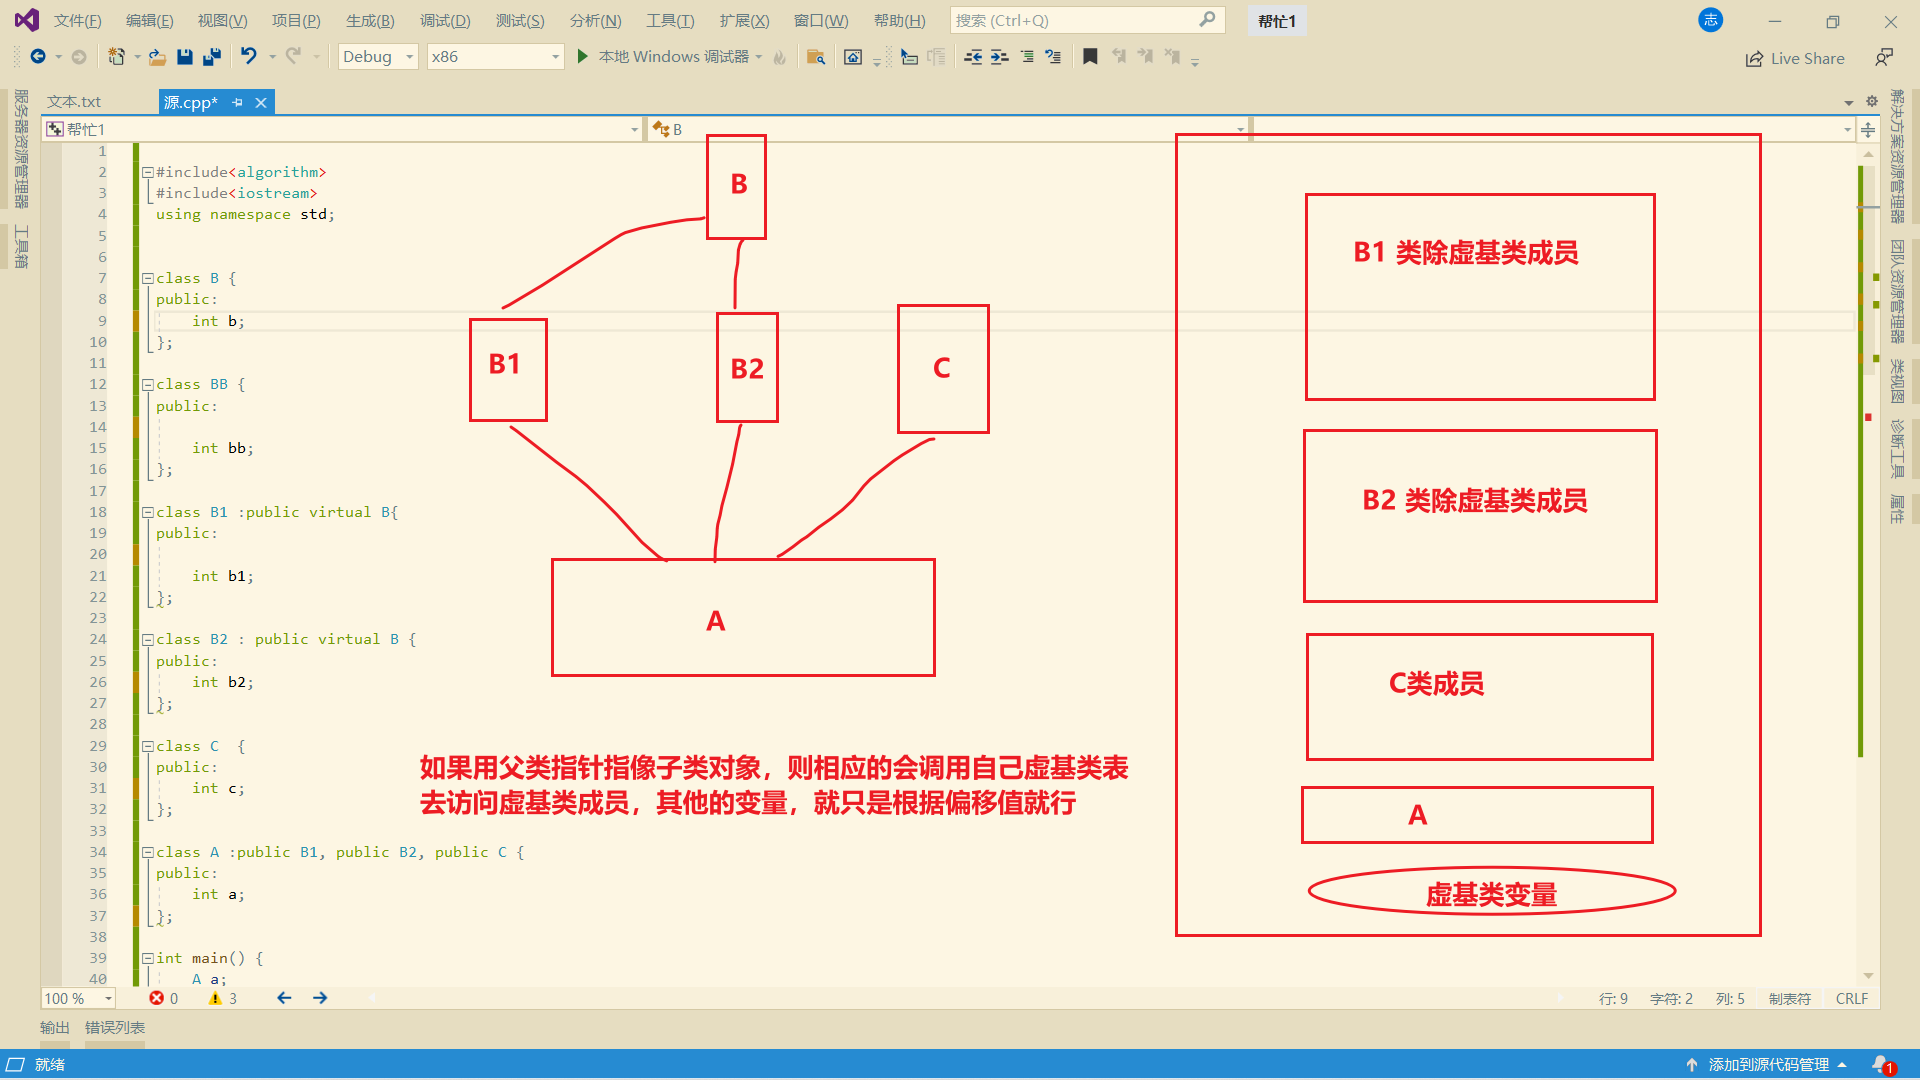 文件(F) 编辑(E) 视图(V) 项目(P) 生成(B) 调试(D) 测试(S) 分析(N) 工具(T) 扩展(X) 窗口(W) 帮助(H) 搜索 (Ctrl+Q) 帮忙1 志
Debug x86 本地 Windows 调试器 Live Share
文本.txt 源.cpp*
帮忙1 B
服务器资源管理器
工具箱
1
2 #include<algorithm>
3 #include<iostream>
4 using namespace std;
5
6
7 class B {
8 public:
9 int b;
10 };
11
12 class BB {
13 public:
14
15 int bb;
16 };
17
18 class B1 :public virtual B{
19 public:
20
21 int b1;
22 };
23
24 class B2 : public virtual B {
25 public:
26 int b2;
27 };
28
29 class C {
30 public:
31 int c;
32 };
33
34 class A :public B1, public B2, public C {
35 public:
36 int a;
37 };
38
39 int main() {
40 A a;
B
B1
B2
C
A
如果用父类指针指像子类对象，则相应的会调用自己虚基类表
去访问虚基类成员，其他的变量，就只是根据偏移值就行
B1 类除虚基类成员
B2 类除虚基类成员
C类成员
A
虚基类变量
解决方案资源管理器
团队资源管理器
类视图
诊断工具
属性
100 % 0 3 行: 9 字符: 2 列: 5 制表符 CRLF
输出 错误列表
就绪 添加到源代码管理 1